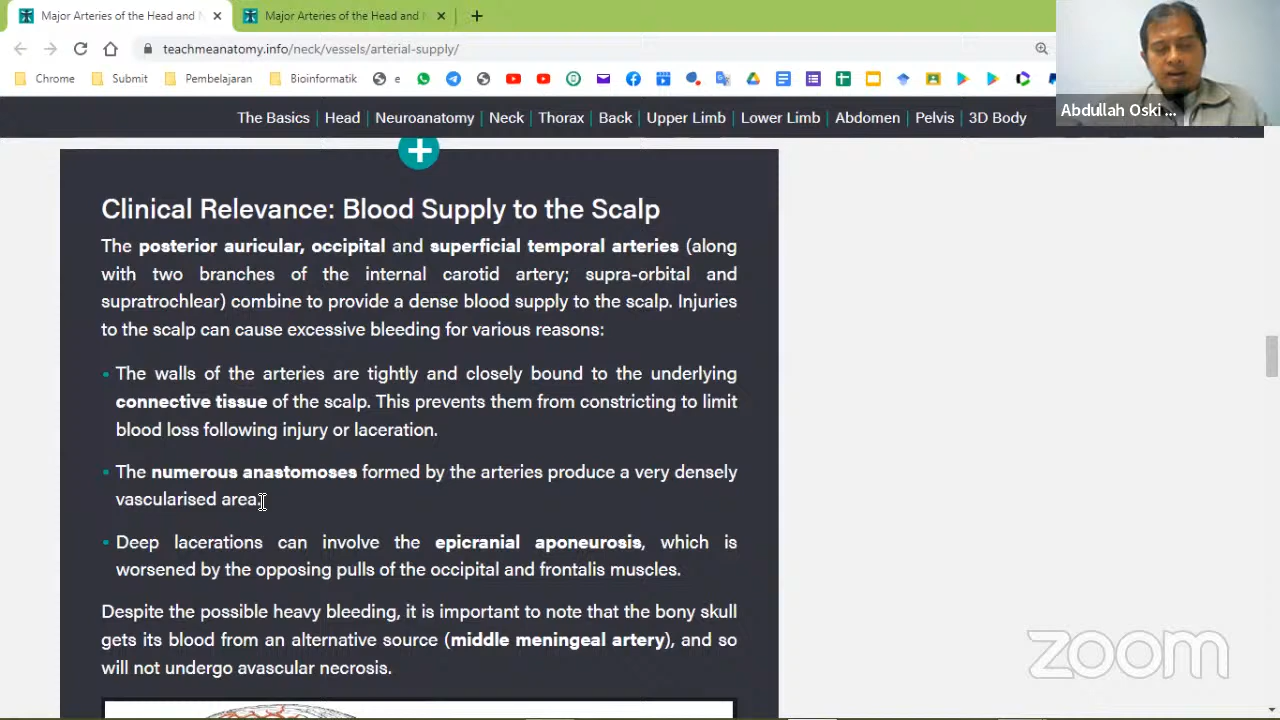 Major Arteries of the Head and
Major Arteries of the Head and
teachmeanatomy.info/neck/vessels/arterial-supply/
Chrome Submit Pembelajaran Bioinformatik e
Abdullah Oski ...
The Basics | Head | Neuroanatomy | Neck | Thorax | Back | Upper Limb | Lower Limb | Abdomen | Pelvis | 3D Body
Clinical Relevance: Blood Supply to the Scalp
The posterior auricular, occipital and superficial temporal arteries (along
with two branches of the internal carotid artery; supra-orbital and
supratrochlear) combine to provide a dense blood supply to the scalp. Injuries
to the scalp can cause excessive bleeding for various reasons:
▪ The walls of the arteries are tightly and closely bound to the underlying
connective tissue of the scalp. This prevents them from constricting to limit
blood loss following injury or laceration.
▪ The numerous anastomoses formed by the arteries produce a very densely
vascularised area.
▪ Deep lacerations can involve the epicranial aponeurosis, which is
worsened by the opposing pulls of the occipital and frontalis muscles.
Despite the possible heavy bleeding, it is important to note that the bony skull
gets its blood from an alternative source (middle meningeal artery), and so
will not undergo avascular necrosis.
zoom